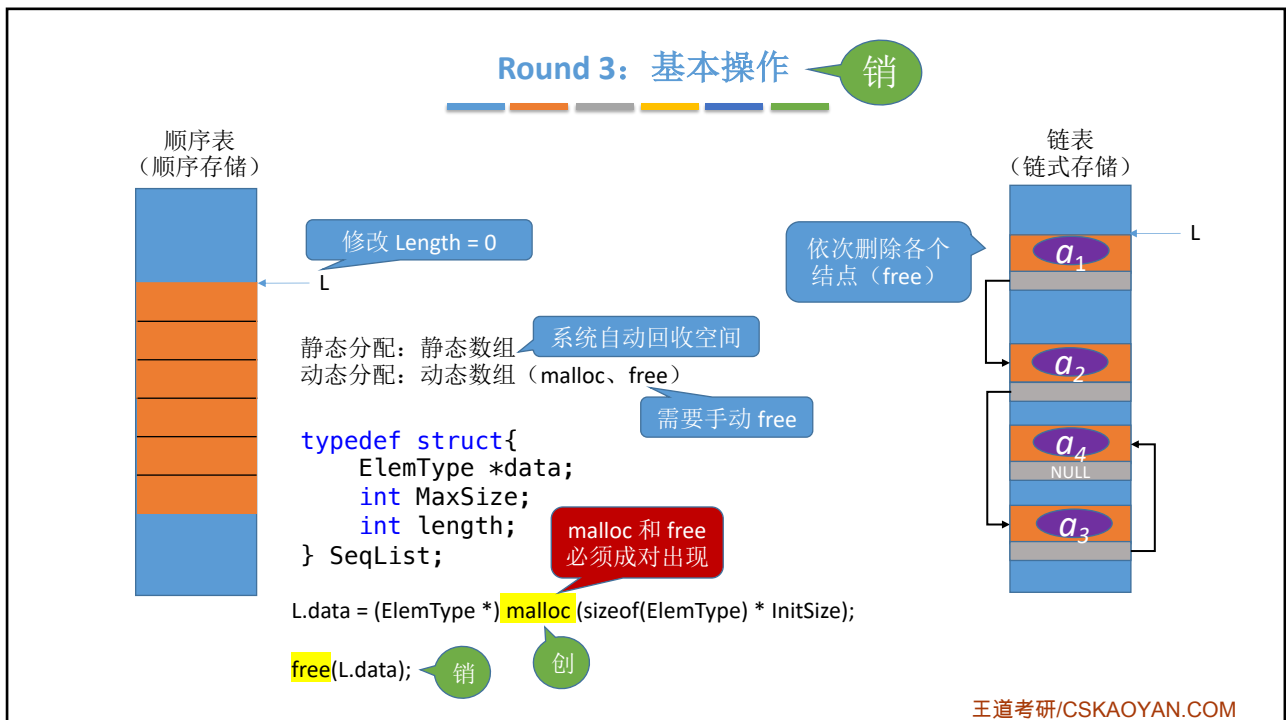 Round 3：基本操作
销
顺序表
（顺序存储）
修改 Length = 0
L
静态分配：静态数组
系统自动回收空间
动态分配：动态数组（malloc、free）
需要手动 free
typedef struct{
    ElemType *data;
    int MaxSize;
    int length;
} SeqList;
malloc 和 free
必须成对出现
L.data = (ElemType *) malloc (sizeof(ElemType) * InitSize);
创
free(L.data);
销
链表
（链式存储）
L
依次删除各个
结点（free）
a1
a2
a4
NULL
a3
王道考研/CSKAOYAN.COM